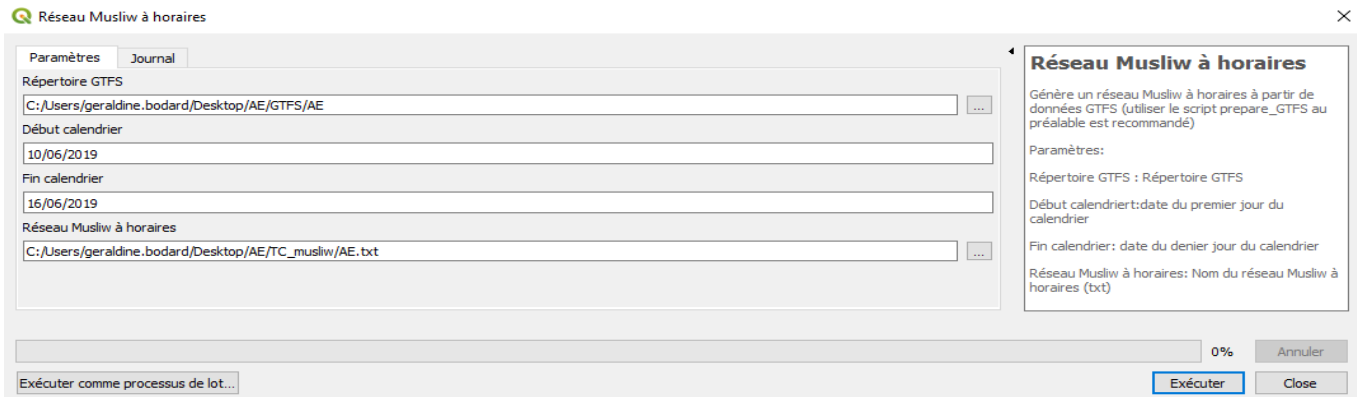 Réseau Musliw à horaires
Paramètres
Journal
Répertoire GTFS
C:/Users/geraldine.bodard/Desktop/AE/GTFS/AE
...
Début calendrier
10/06/2019
Fin calendrier
16/06/2019
Réseau Musliw à horaires
C:/Users/geraldine.bodard/Desktop/AE/TC_musliw/AE.txt
...
Réseau Musliw à horaires
Génère un réseau Musliw à horaires à partir de
données GTFS (utiliser le script prepare_GTFS au
préalable est recommandé)
Paramètres:
Répertoire GTFS : Répertoire GTFS
Début calendriert:date du premier jour du
calendrier
Fin calendrier: date du denier jour du calendrier
Réseau Musliw à horaires: Nom du réseau Musliw à
horaires (txt)
0%
Annuler
Exécuter comme processus de lot...
Exécuter
Close